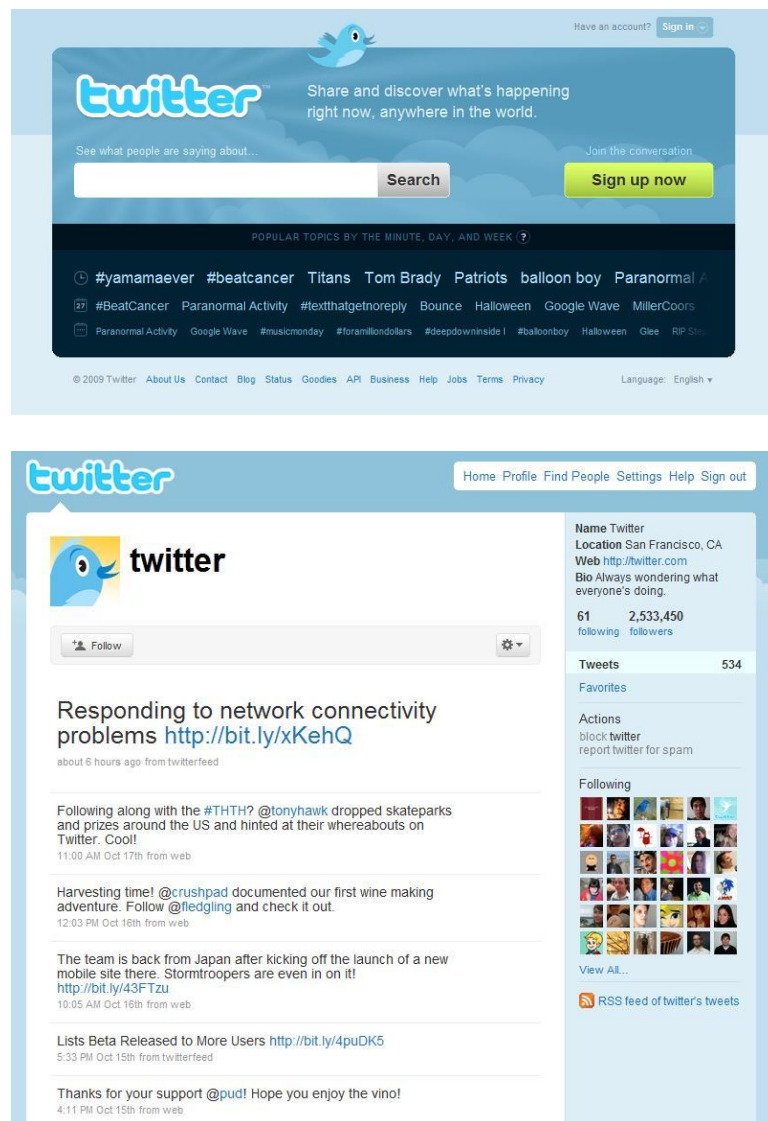 Have an account? Sign in
twitter
Share and discover what's happening
right now, anywhere in the world.
See what people are saying about...
Join the conversation
Search
Sign up now
POPULAR TOPICS BY THE MINUTE, DAY, AND WEEK ?
#yamamaever #beatcancer Titans Tom Brady Patriots balloon boy Paranormal A
27 #BeatCancer Paranormal Activity #textthatgetnoreply Bounce Halloween Google Wave MillerCoors
Paranormal Activity Google Wave #musicmonday #foramilliondollars #deepdowninside I #balloonboy Halloween Glee RIP
© 2009 Twitter About Us Contact Blog Status Goodies API Business Help Jobs Terms Privacy
Language: English
twitter
Home Profile Find People Settings Help Sign out
twitter
Follow
Responding to network connectivity
problems http://bit.ly/xKehQ
about 6 hours ago from twitterfeed
Following along with the #THTH? @tonyhawk dropped skateparks
and prizes around the US and hinted at their whereabouts on
Twitter. Cool!
11:00 AM Oct 17th from web
Harvesting time! @crushpad documented our first wine making
adventure. Follow @fledgling and check it out.
12:03 PM Oct 16th from web
The team is back from Japan after kicking off the launch of a new
mobile site there. Stormtroopers are even in on it!
http://bit.ly/43FTzu
10:05 AM Oct 16th from web
Lists Beta Released to More Users http://bit.ly/4puDK5
5:33 PM Oct 15th from twitterfeed
Thanks for your support @pud! Hope you enjoy the vino!
4:11 PM Oct 15th from web
Name Twitter
Location San Francisco, CA
Web http://twitter.com
Bio Always wondering what
everyone's doing.
61 2,533,450
following followers
Tweets 534
Favorites
Actions
block twitter
report twitter for spam
Following
View All...
RSS feed of twitter's tweets